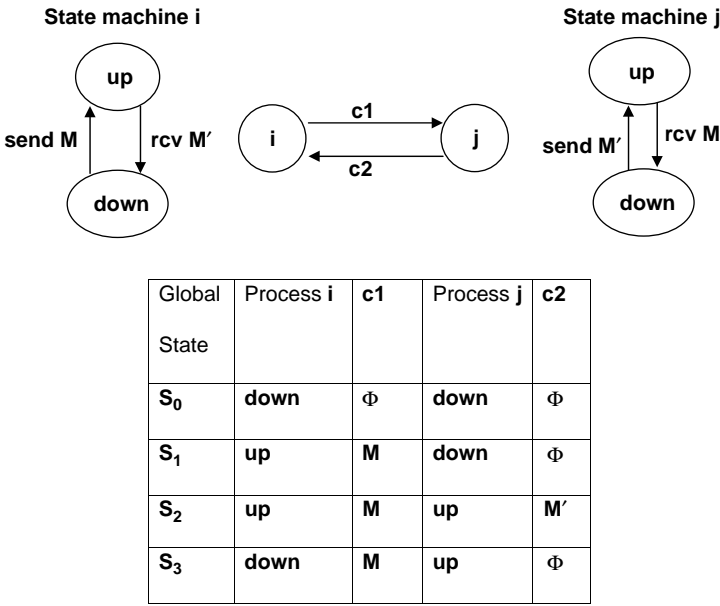 State machine i
State machine j
up
up
c1
send M
rcv M′
i
j
send M′
rcv M
c2
down
down
Global State
Process i
c1
Process j
c2
S0
down
Φ
down
Φ
S1
up
M
down
Φ
S2
up
M
up
M′
S3
down
M
up
Φ